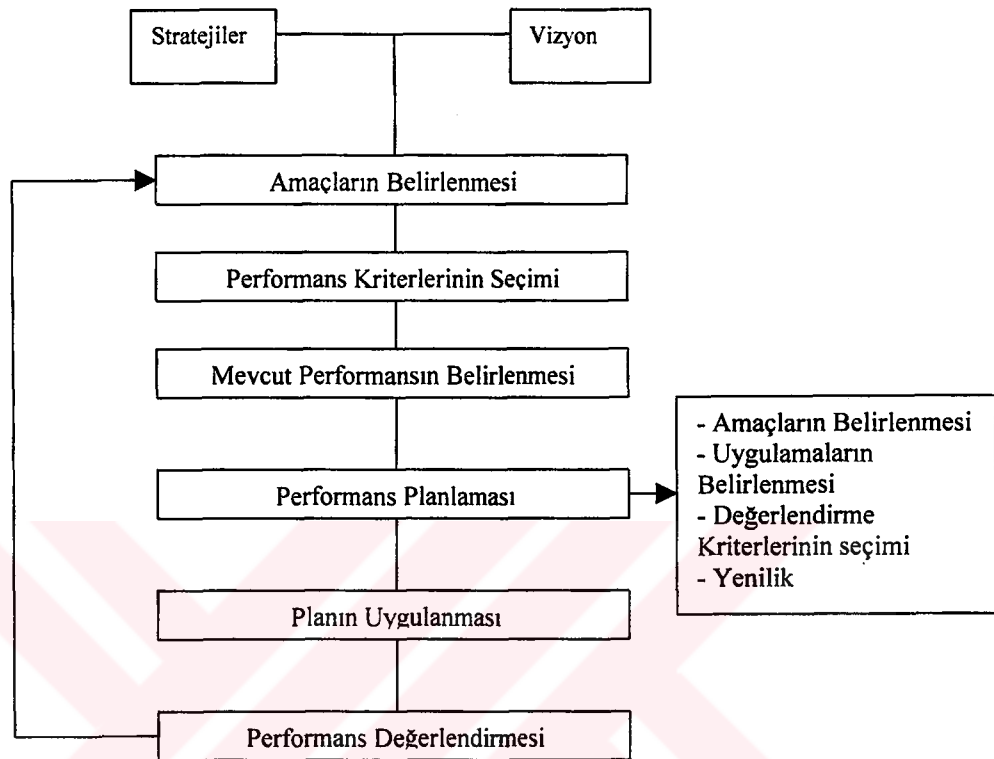 Stratejiler
Vizyon
Amaçların Belirlenmesi
Performans Kriterlerinin Seçimi
Mevcut Performansın Belirlenmesi
Performans Planlaması
- Amaçların Belirlenmesi
- Uygulamaların
Belirlenmesi
- Değerlendirme
Kriterlerinin seçimi
- Yenilik
Planın Uygulanması
Performans Değerlendirmesi